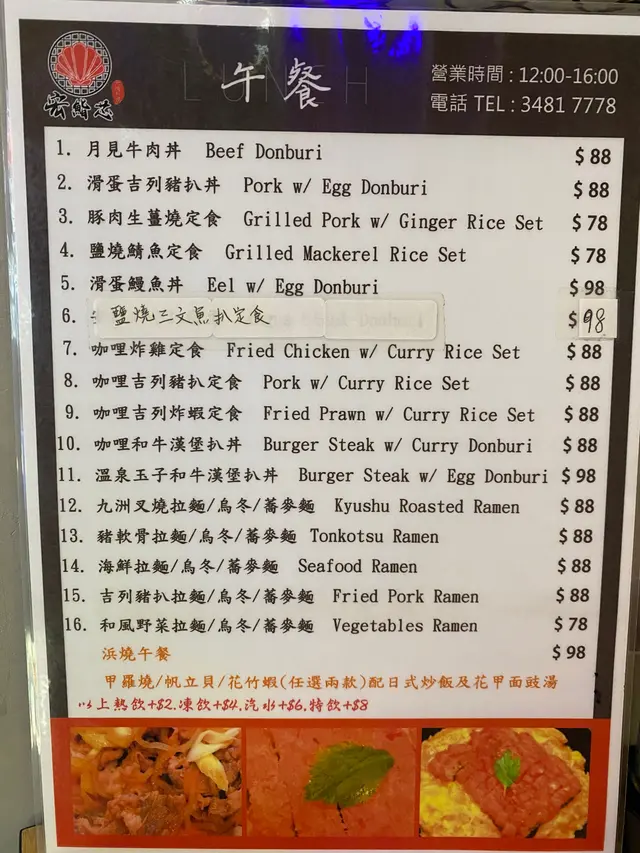 午餐
LUNCH
營業時間 : 12:00-16:00
電話 TEL : 3481 7778
1. 月見牛肉丼 Beef Donburi $ 88
2. 滑蛋吉列豬扒丼 Pork w/ Egg Donburi $ 88
3. 豚肉生薑燒定食 Grilled Pork w/ Ginger Rice Set $ 78
4. 鹽燒鯖魚定食 Grilled Mackerel Rice Set $ 78
5. 滑蛋鰻魚丼 Eel w/ Egg Donburi $ 98
6. 鹽燒三文魚扒定食 $ 98
7. 咖哩炸雞定食 Fried Chicken w/ Curry Rice Set $ 88
8. 咖哩吉列豬扒定食 Pork w/ Curry Rice Set $ 88
9. 咖哩吉列炸蝦定食 Fried Prawn w/ Curry Rice Set $ 88
10. 咖哩和牛漢堡扒丼 Burger Steak w/ Curry Donburi $ 88
11. 溫泉玉子和牛漢堡扒丼 Burger Steak w/ Egg Donburi $ 98
12. 九洲叉燒拉麵/烏冬/蕎麥麵 Kyushu Roasted Ramen $ 88
13. 豬軟骨拉麵/烏冬/蕎麥麵 Tonkotsu Ramen $ 88
14. 海鮮拉麵/烏冬/蕎麥麵 Seafood Ramen $ 88
15. 吉列豬扒拉麵/烏冬/蕎麥麵 Fried Pork Ramen $ 88
16. 和風野菜拉麵/烏冬/蕎麥麵 Vegetables Ramen $ 78
浜燒午餐 $ 98
甲羅燒/帆立貝/花竹蝦(任選兩款)配日式炒飯及花甲面豉湯
以上熱飲+$2.凍飲+$4.汽水+$6.特飲+$8